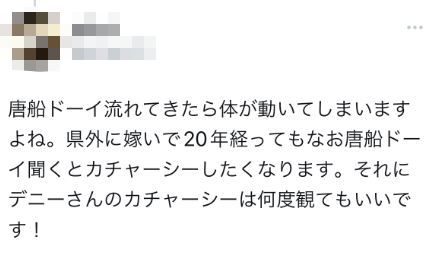 唐船ドーイ流れてきたら体が動いてしまいます
よね。県外に嫁いで20年経ってもなお唐船ドー
イ聞くとカチャーシーしたくなります。それに
デニーさんのカチャーシーは何度観てもいいで
す！